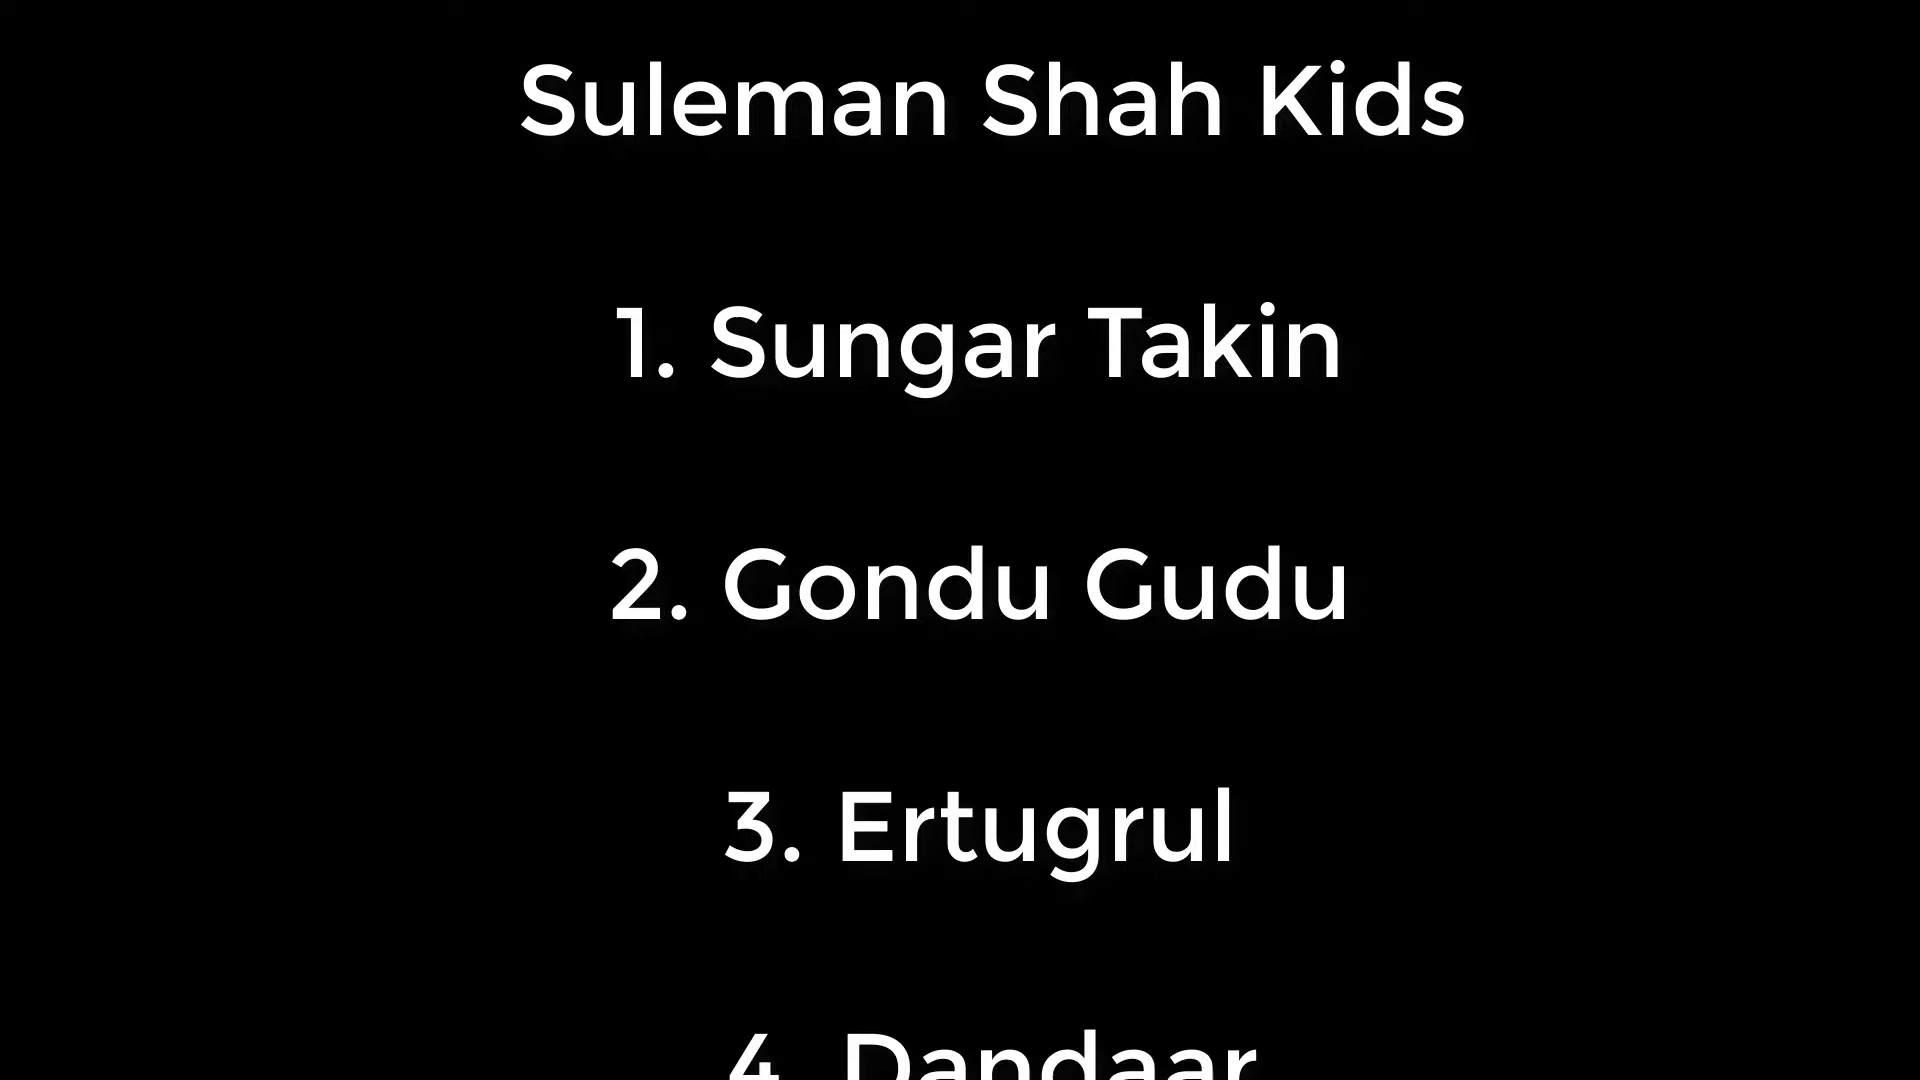 Suleman Shah Kids
1. Sungar Takin
2. Gondu Gudu
3. Ertugrul
4. Dandaar